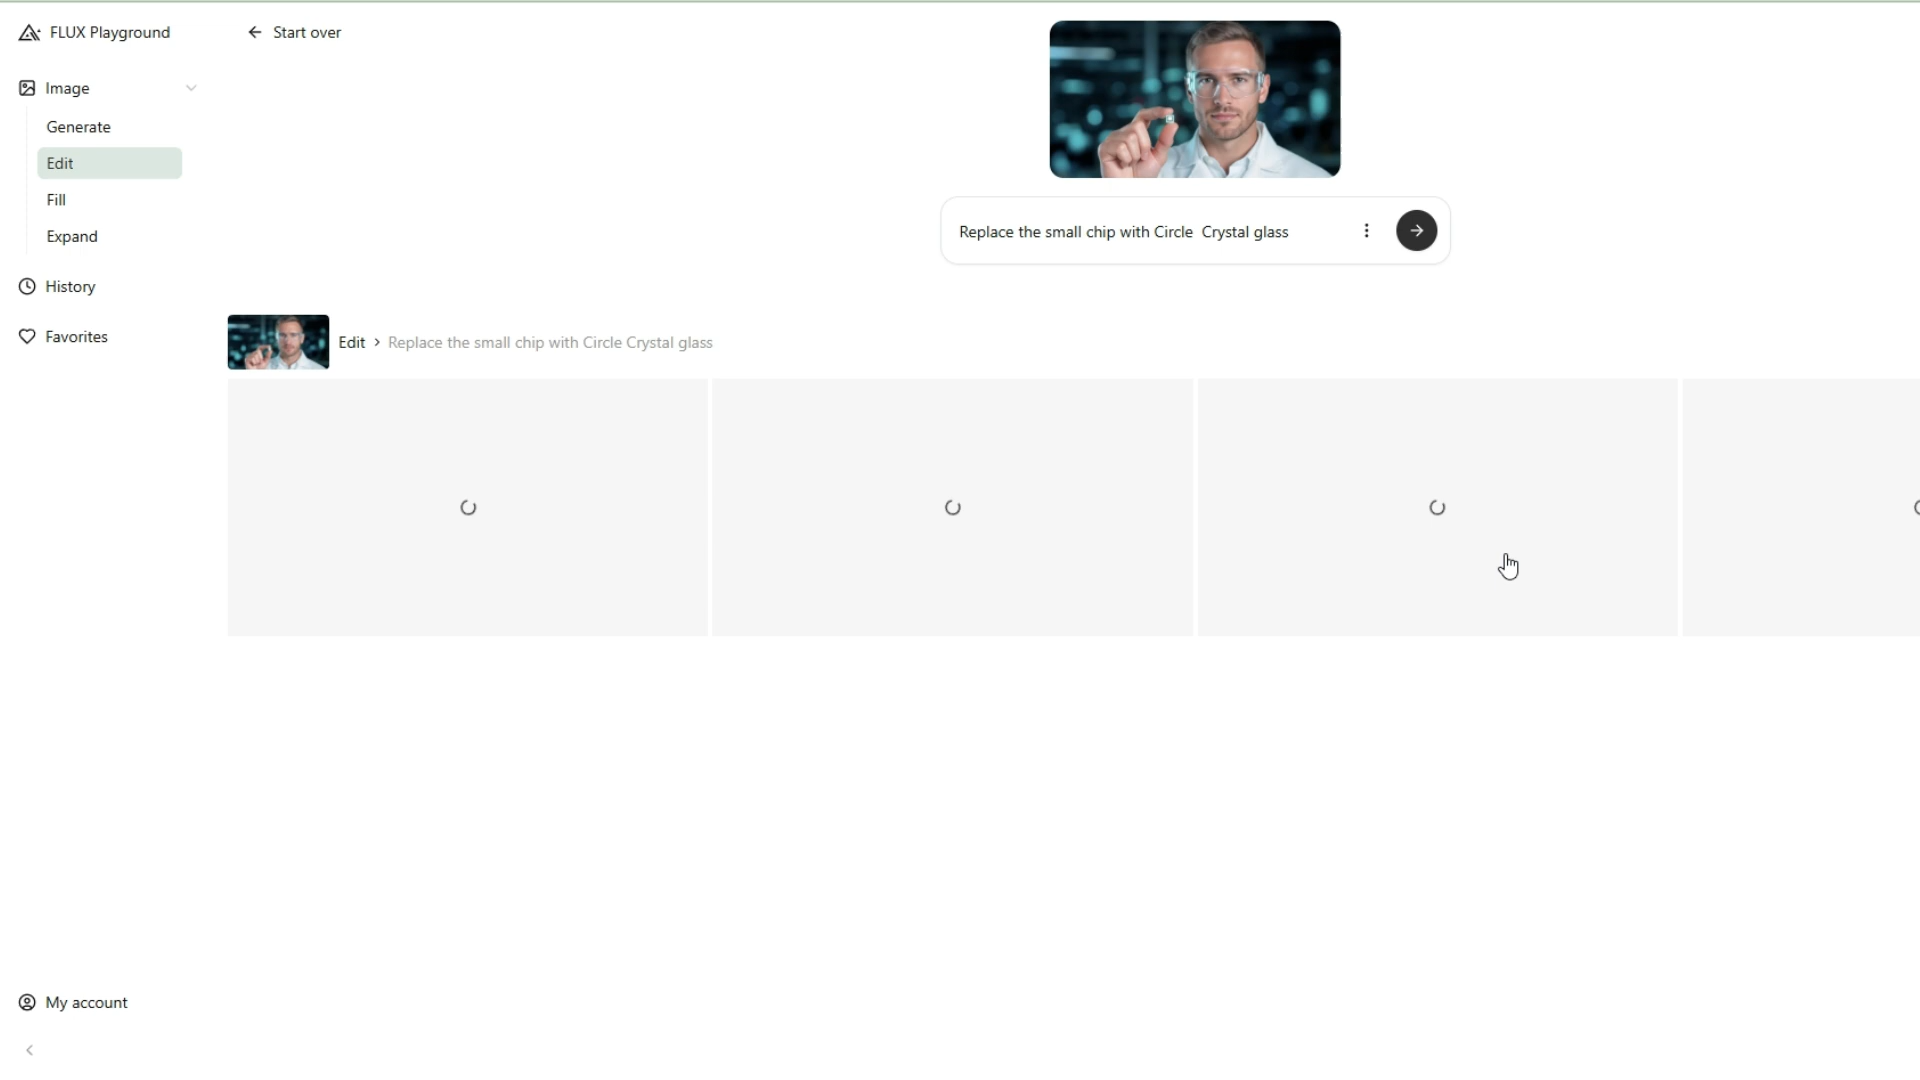 FLUX Playground
Start over
Image
Generate
Edit
Fill
Expand
History
Favorites
Replace the small chip with Circle  Crystal glass
Edit > Replace the small chip with Circle Crystal glass
My account